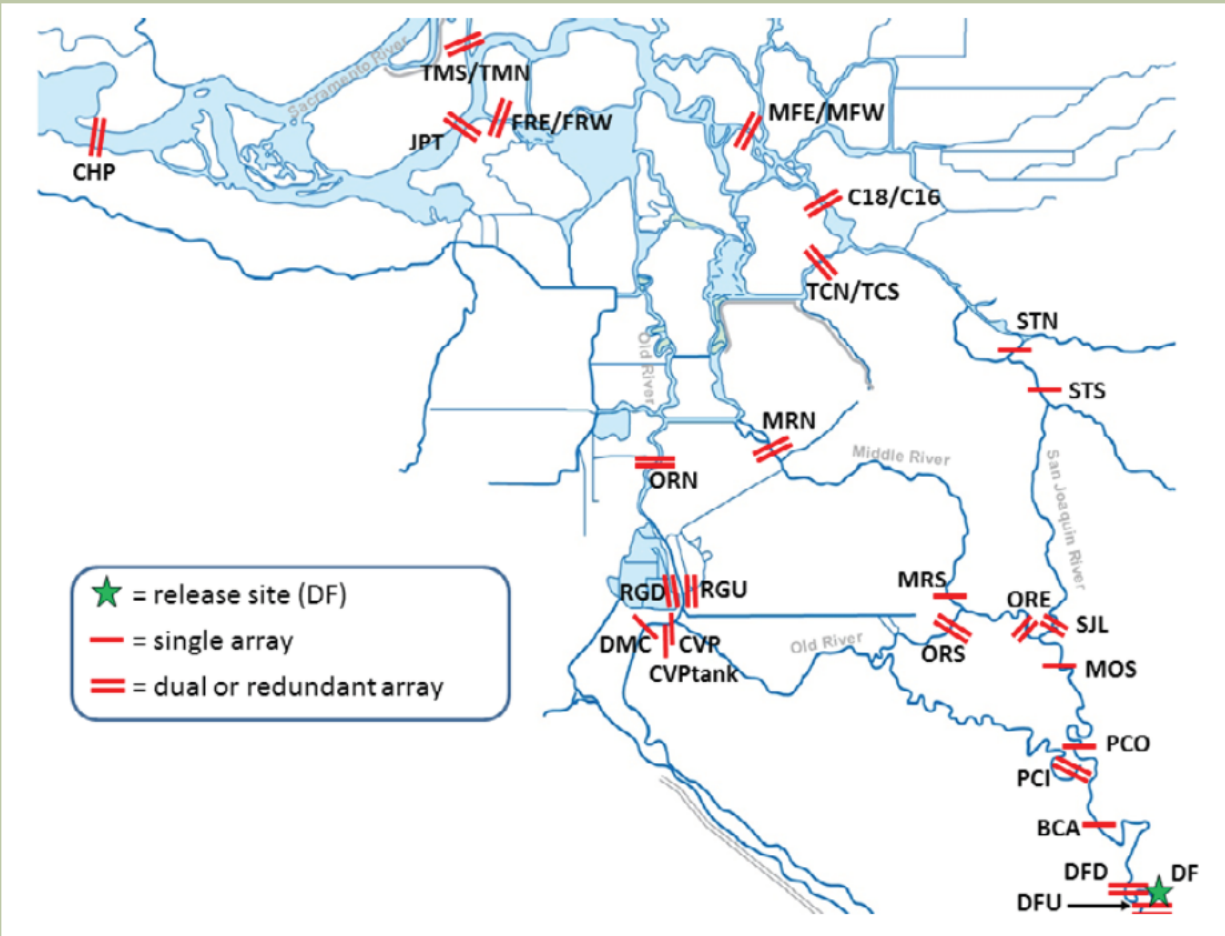 Sacramento River
TMS/TMN
FRE/FRW
MFE/MFW
JPT
CHP
C18/C16
TCN/TCS
STN
Old River
STS
MRN
Middle River
San Joaquin River
ORN
= release site (DF)
= single array
= dual or redundant array
RGD
RGU
MRS
ORE
SJL
DMC
CVP
CVPtank
Old River
ORS
MOS
PCO
PCI
BCA
DFD
DF
DFU